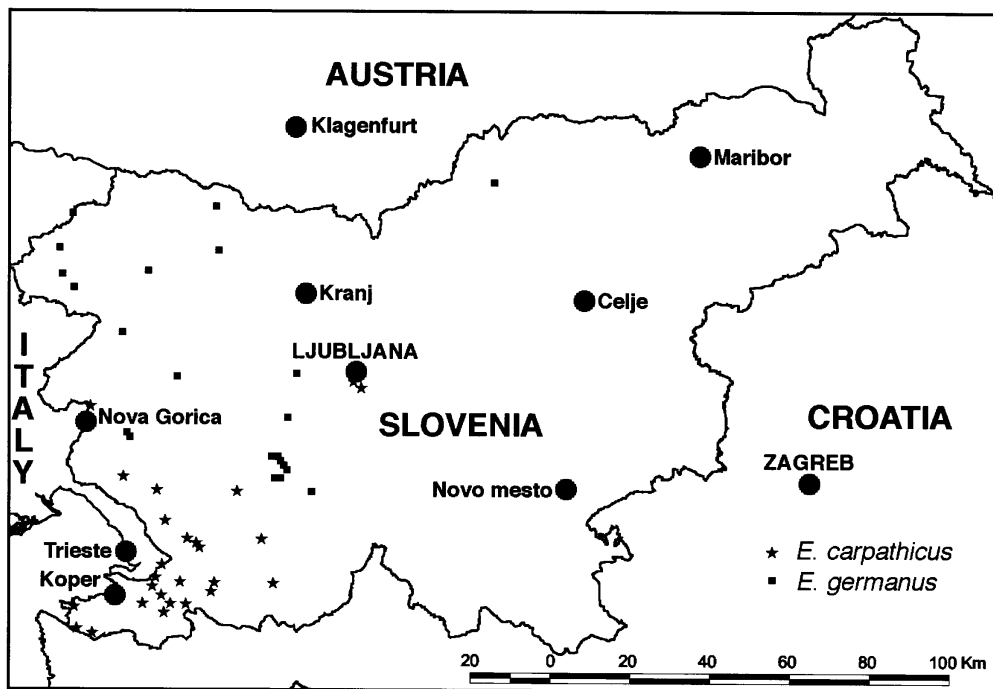 AUSTRIA
Klagenfurt
Maribor
Kranj
Celje
ITALY
LJUBLJANA
Nova Gorica
SLOVENIA
CROATIA
ZAGREB
Novo mesto
Trieste
Koper
E. carpathicus
E. germanus
20 0 20 40 60 80 100 Km